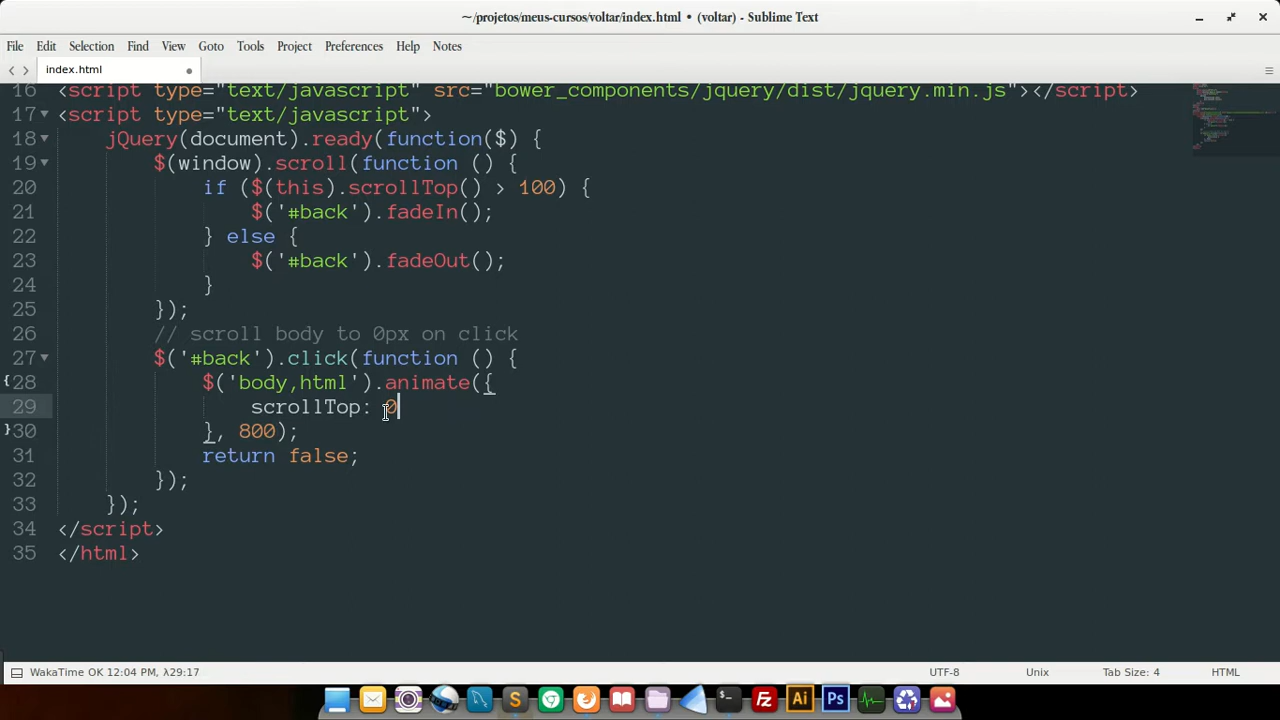 ~/projetos/meus-cursos/voltar/index.html • (voltar) - Sublime Text
File Edit Selection Find View Goto Tools Project Preferences Help Notes
index.html
16 <script type="text/javascript" src="bower_components/jquery/dist/jquery.min.js"></script>
17 <script type="text/javascript">
18 jQuery(document).ready(function($) {
19 $(window).scroll(function () {
20 if ($(this).scrollTop() > 100) {
21 $('#back').fadeIn();
22 } else {
23 $('#back').fadeOut();
24 }
25 });
26 // scroll body to 0px on click
27 $('#back').click(function () {
28 $('body,html').animate({
29 scrollTop: 0
30 }, 800);
31 return false;
32 });
33 });
34 </script>
35 </html>
WakaTime OK 12:04 PM, λ29:17 UTF-8 Unix Tab Size: 4 HTML
S >_ Fz Ai Ps